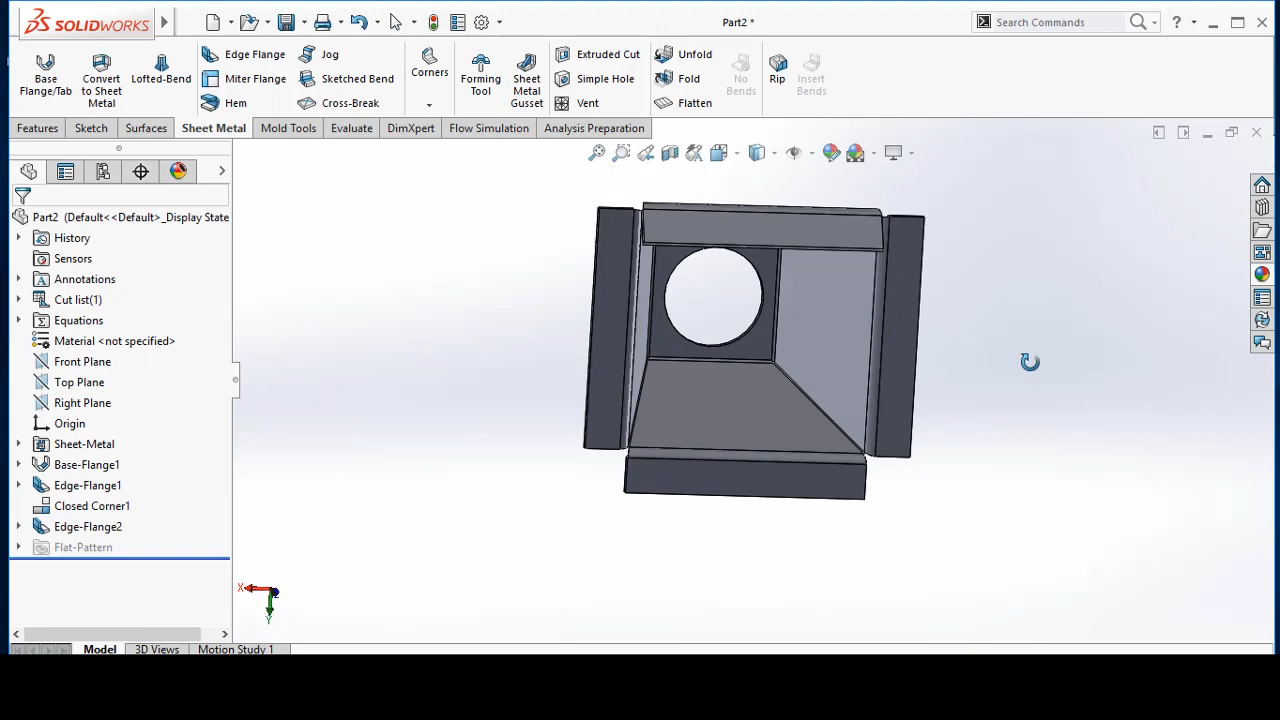 SOLIDWORKS
Part2 *
Search Commands
?
Base Flange/Tab
Convert to Sheet Metal
Lofted-Bend
Edge Flange
Miter Flange
Hem
Jog
Sketched Bend
Cross-Break
Corners
Forming Tool
Sheet Metal Gusset
Extruded Cut
Simple Hole
Vent
Unfold
Fold
Flatten
No Bends
Rip
Insert Bends
Features
Sketch
Surfaces
Sheet Metal
Mold Tools
Evaluate
DimXpert
Flow Simulation
Analysis Preparation
Part2 (Default<<Default>_Display State
History
Sensors
Annotations
Cut list(1)
Equations
Material <not specified>
Front Plane
Top Plane
Right Plane
Origin
Sheet-Metal
Base-Flange1
Edge-Flange1
Closed Corner1
Edge-Flange2
Flat-Pattern
X
Y
Model
3D Views
Motion Study 1